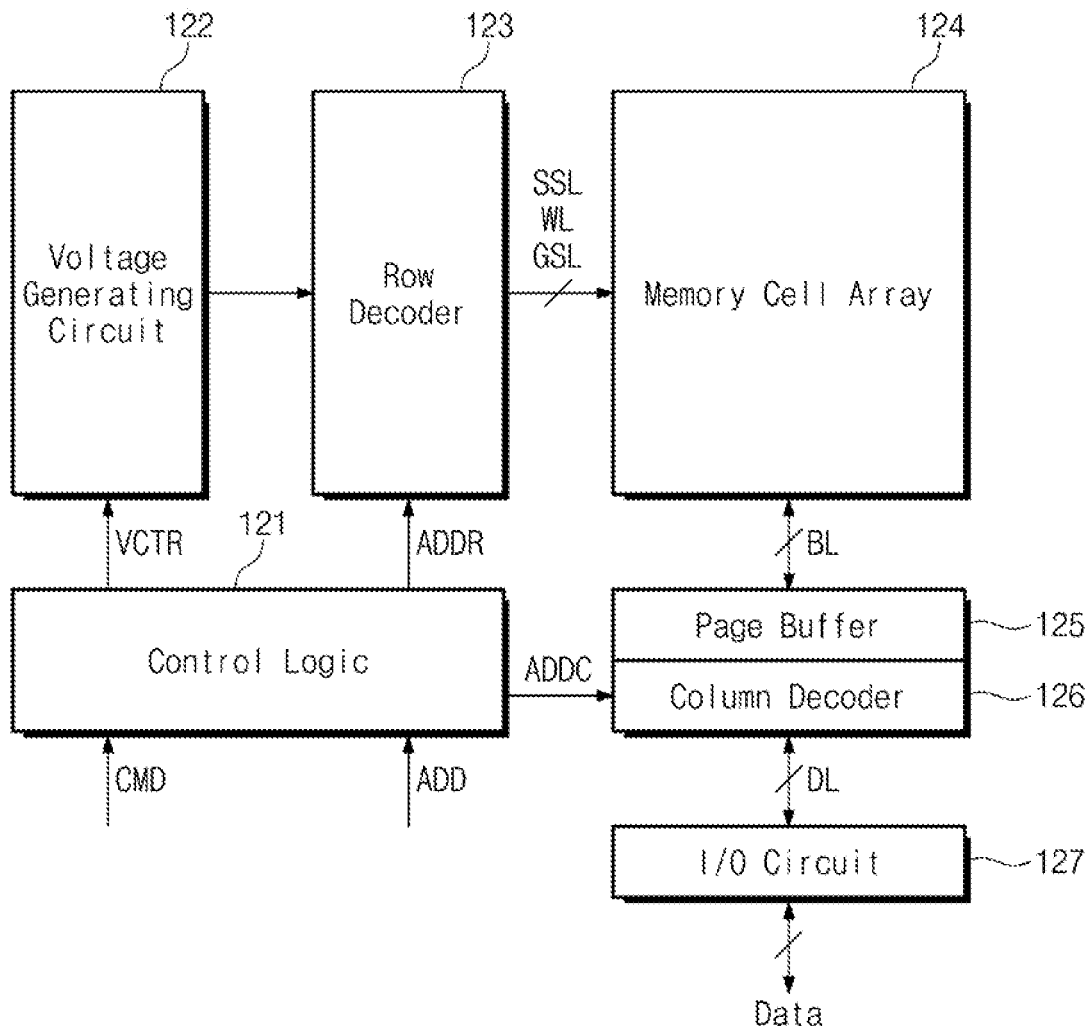 122
123
124
Voltage
Generating
Circuit
Row
Decoder
SSL
WL
GSL
Memory Cell Array
VCTR
121
ADDR
BL
Control Logic
ADDC
Page Buffer
125
Column Decoder
126
CMD
ADD
DL
I/O Circuit
127
Data